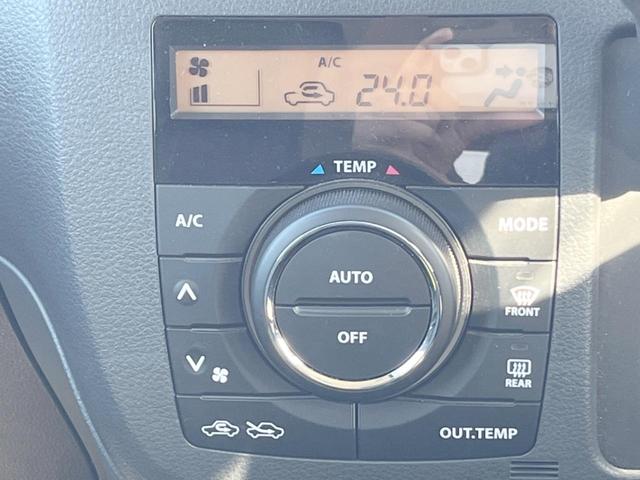 A/C
24.0
TEMP
A/C
MODE
AUTO
OFF
FRONT
REAR
OUT.TEMP